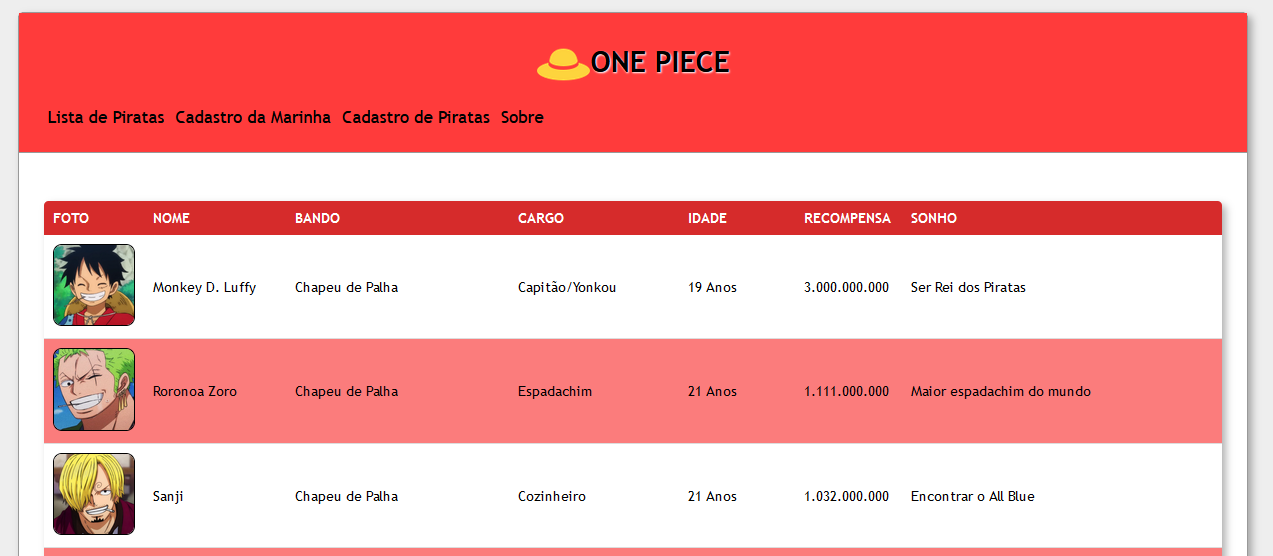 ONE PIECE
Lista de Piratas Cadastro da Marinha Cadastro de Piratas Sobre
FOTO NOME BANDO CARGO IDADE RECOMPENSA SONHO
Monkey D. Luffy Chapeu de Palha Capitão/Yonkou 19 Anos 3.000.000.000 Ser Rei dos Piratas
Roronoa Zoro Chapeu de Palha Espadachim 21 Anos 1.111.000.000 Maior espadachim do mundo
Sanji Chapeu de Palha Cozinheiro 21 Anos 1.032.000.000 Encontrar o All Blue